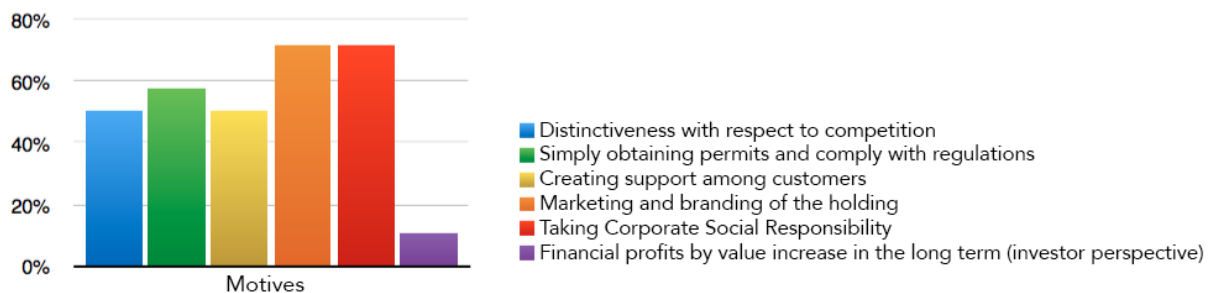 80%
60%
40%
20%
0%
Motives
Distinctiveness with respect to competition
Simply obtaining permits and comply with regulations
Creating support among customers
Marketing and branding of the holding
Taking Corporate Social Responsibility
Financial profits by value increase in the long term (investor perspective)